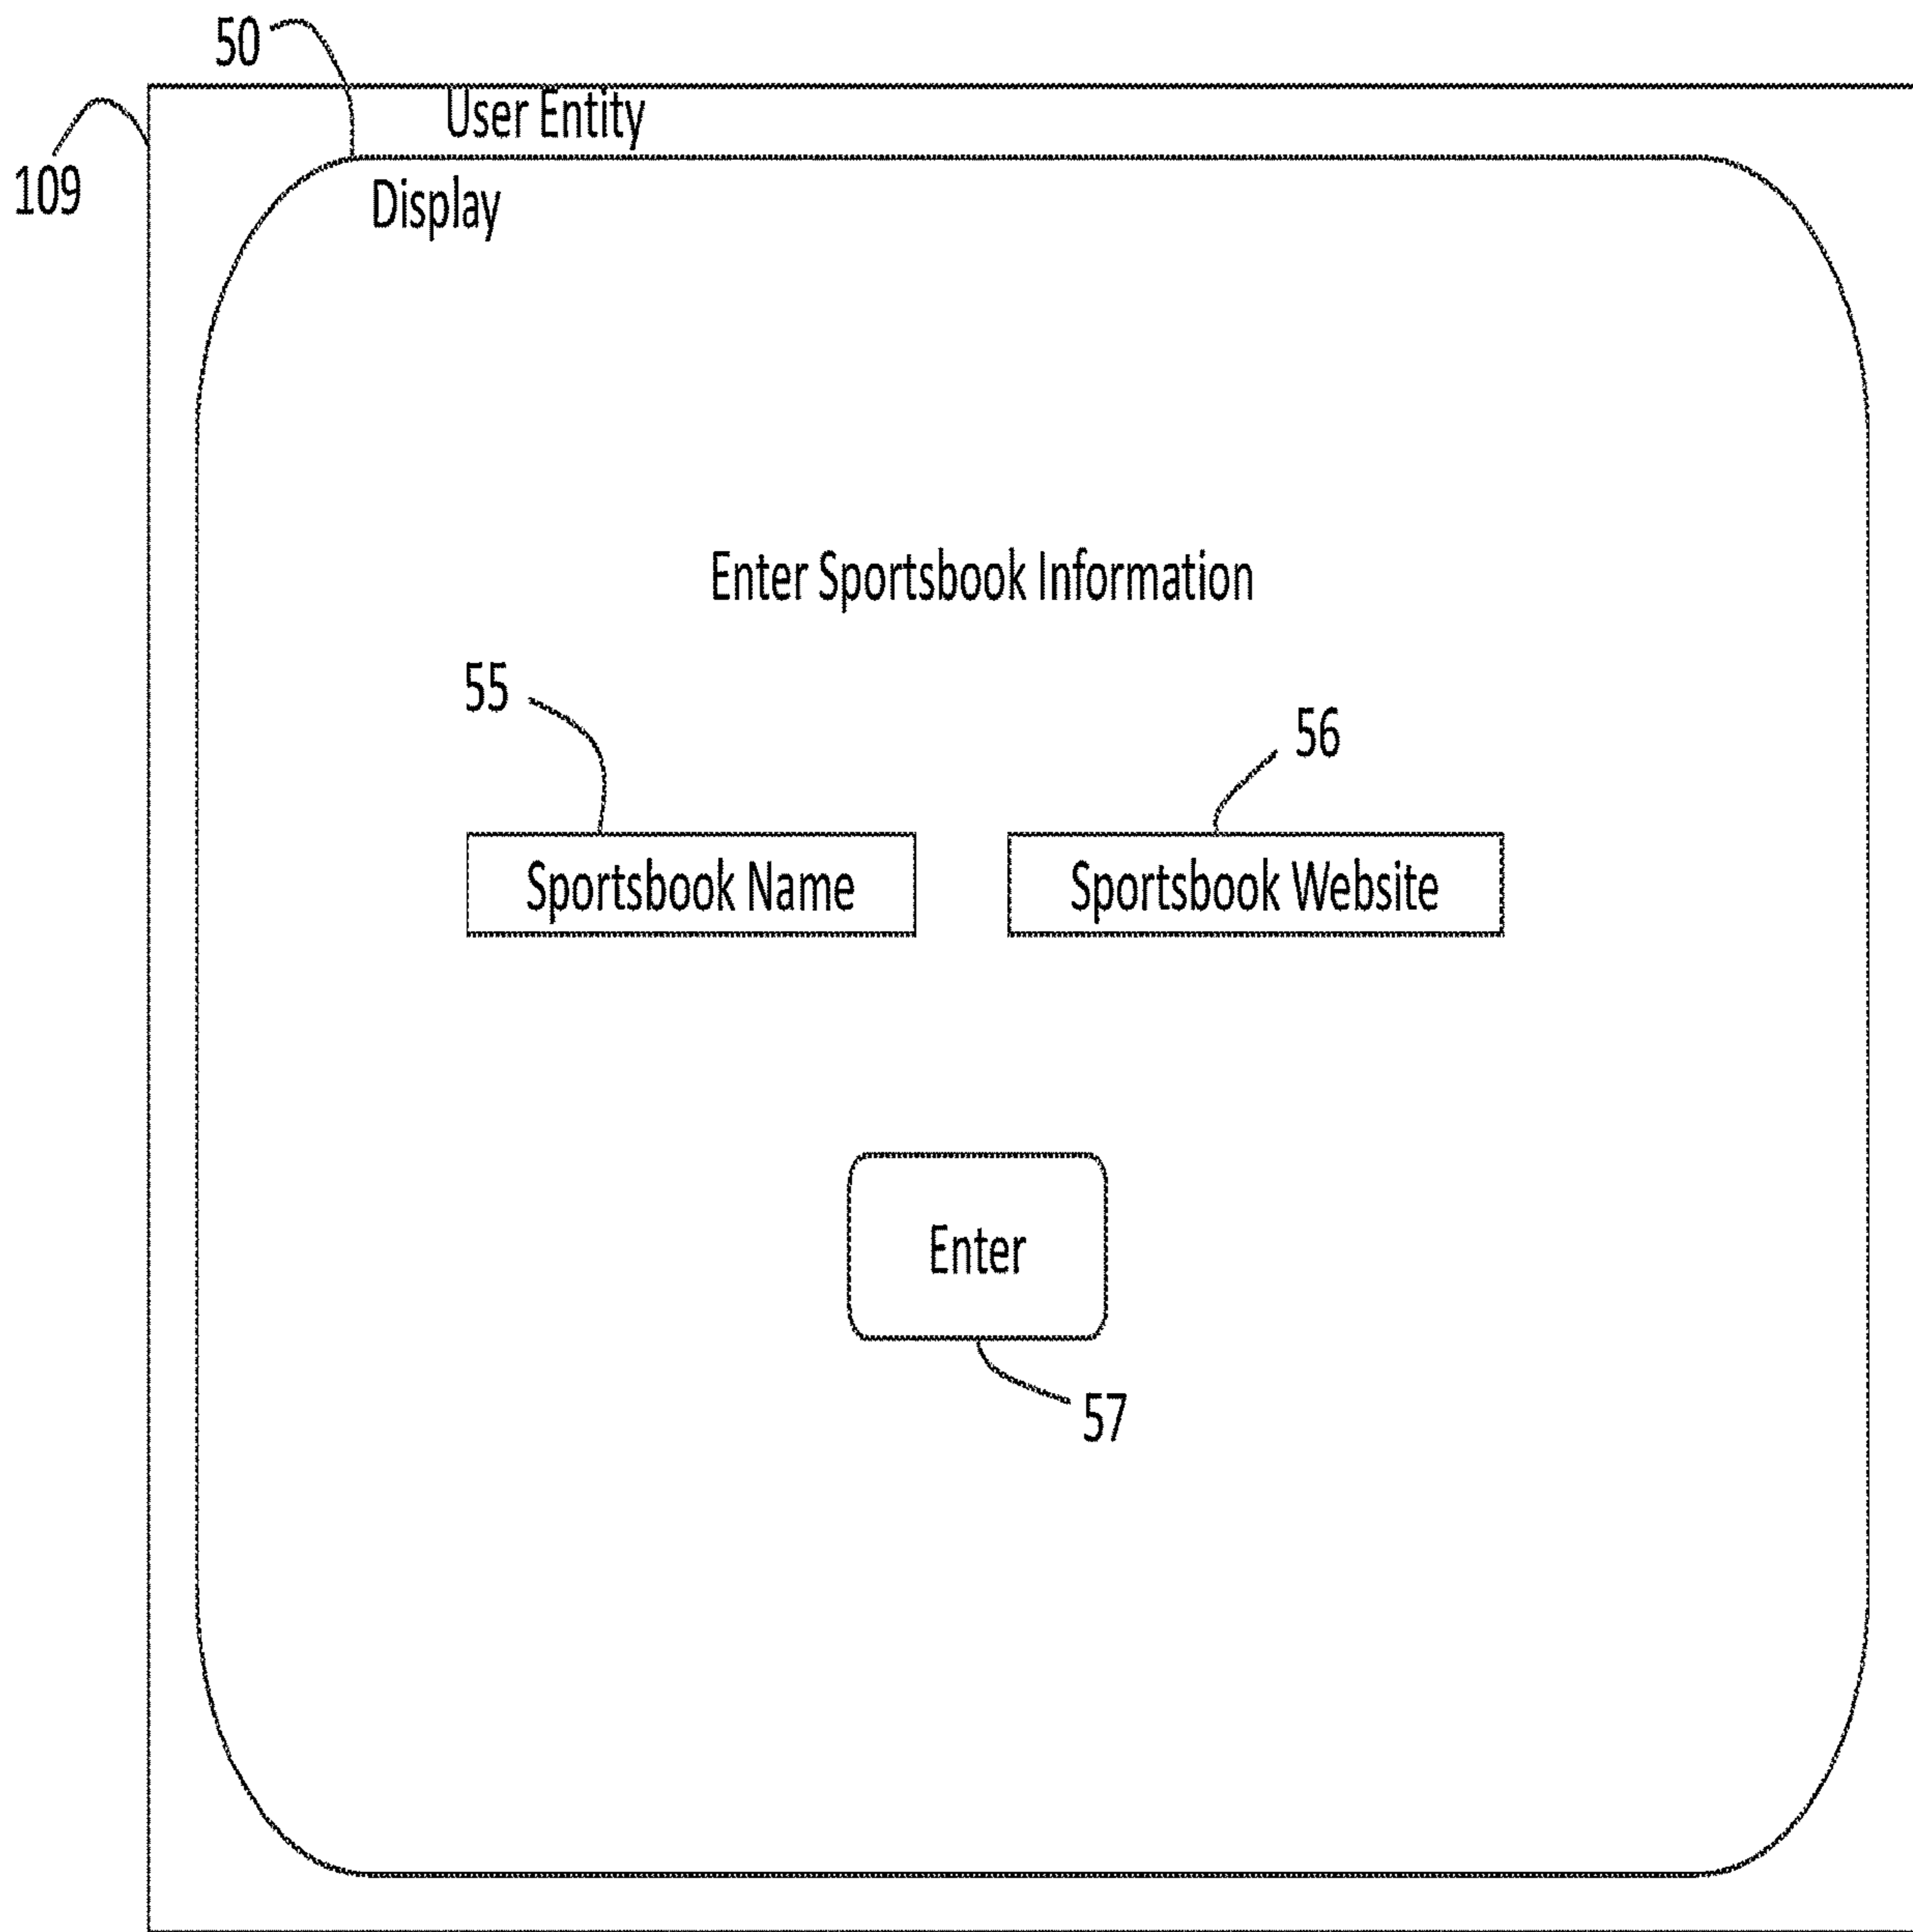 50
User Entity
109
Display
Enter Sportsbook Information
55
56
Sportsbook Name
Sportsbook Website
Enter
57